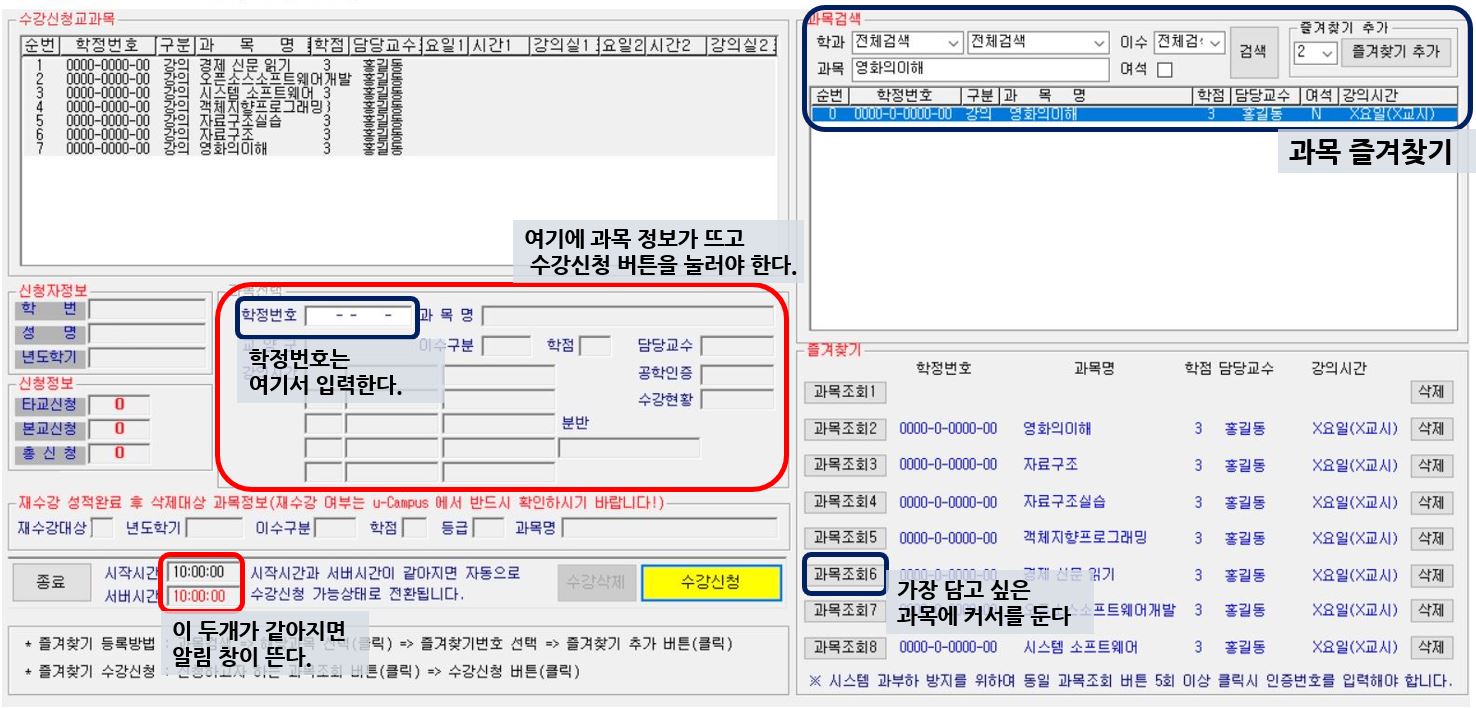 수강신청교과목
순번 학정번호 구분 과 목 명 학점 담당교수 요일1 시간1 강의실1 요일2 시간2 강의실2
1 0000-0000-00 강의 경제 신문 읽기 3 홍길동
2 0000-0000-00 강의 오픈소스소프트웨어개발 홍길동
3 0000-0000-00 강의 시스템 소프트웨어 3 홍길동
4 0000-0000-00 강의 객체지향프로그래밍 홍길동
5 0000-0000-00 강의 자료구조실습 3 홍길동
6 0000-0000-00 강의 자료구조 3 홍길동
7 0000-0000-00 강의 영화의이해 3 홍길동
여기에 과목 정보가 뜨고
수강신청 버튼을 눌러야 한다.
신청자정보
학 번
성 명
년도학기
신청정보
타교신청 0
본교신청 0
총 신 청 0
과목선택
학정번호 - - - 과 목 명
이수구분 학점 담당교수
공학인증
수강현황
분반
학정번호는
여기서 입력한다.
재수강 성적완료 후 삭제대상 과목정보(재수강 여부는 u-Campus 에서 반드시 확인하시기 바랍니다!)
재수강대상 년도학기 이수구분 학점 등급 과목명
종료
시작시간 10:00:00 시작시간과 서버시간이 같아지면 자동으로
서버시간 10:00:00 수강신청 가능상태로 전환됩니다.
수강삭제 수강신청
이 두개가 같아지면
알림 창이 뜬다.
* 즐겨찾기 등록방법 : (클릭) => 즐겨찾기번호 선택 => 즐겨찾기 추가 버튼(클릭)
* 즐겨찾기 수강신청 : 신청하고자 하는 과목조회 버튼(클릭) => 수강신청 버튼(클릭)
과목검색
학과 전체검색 전체검색 이수 전체검 검색
과목 영화의이해 여석
즐겨찾기 추가
2 즐겨찾기 추가
순번 학정번호 구분 과 목 명 학점 담당교수 여석 강의시간
0 0000-0-0000-00 강의 영화의이해 3 홍길동 N X요일(X교시)
과목 즐겨찾기
즐겨찾기
학정번호 과목명 학점 담당교수 강의시간
과목조회1 삭제
과목조회2 0000-0-0000-00 영화의이해 3 홍길동 X요일(X교시) 삭제
과목조회3 0000-0-0000-00 자료구조 3 홍길동 X요일(X교시) 삭제
과목조회4 0000-0-0000-00 자료구조실습 3 홍길동 X요일(X교시) 삭제
과목조회5 0000-0-0000-00 객체지향프로그래밍 3 홍길동 X요일(X교시) 삭제
과목조회6 0000-0-0000-00 경제 신문 읽기 3 홍길동 X요일(X교시) 삭제
과목조회7 소프트웨어개발 3 홍길동 X요일(X교시) 삭제
과목조회8 0000-0-0000-00 시스템 소프트웨어 3 홍길동 X요일(X교시) 삭제
가장 담고 싶은
과목에 커서를 둔다
※ 시스템 과부하 방지를 위하여 동일 과목조회 버튼 5회 이상 클릭시 인증번호를 입력해야 합니다.